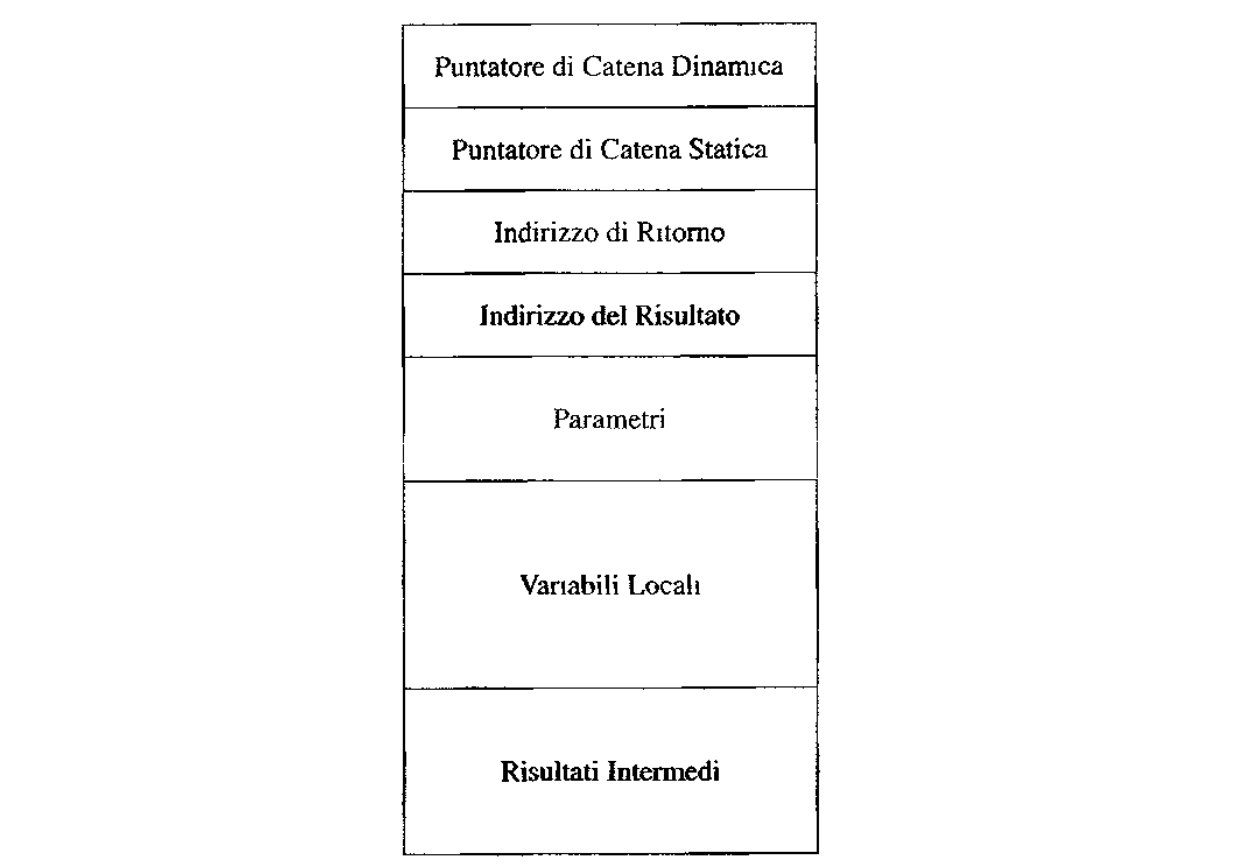 Puntatore di Catena Dinamica
Puntatore di Catena Statica
Indirizzo di Ritorno
Indirizzo del Risultato
Parametri
Variabili Locali
Risultati Intermedi